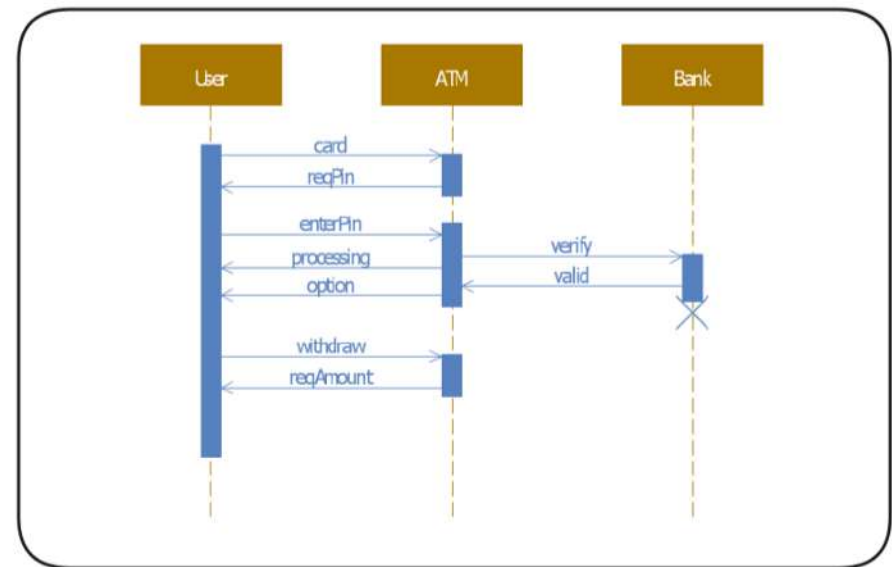 User
ATM
Bank
card
reqPin
enterPin
verify
processing
valid
option
withdraw
reqAmount